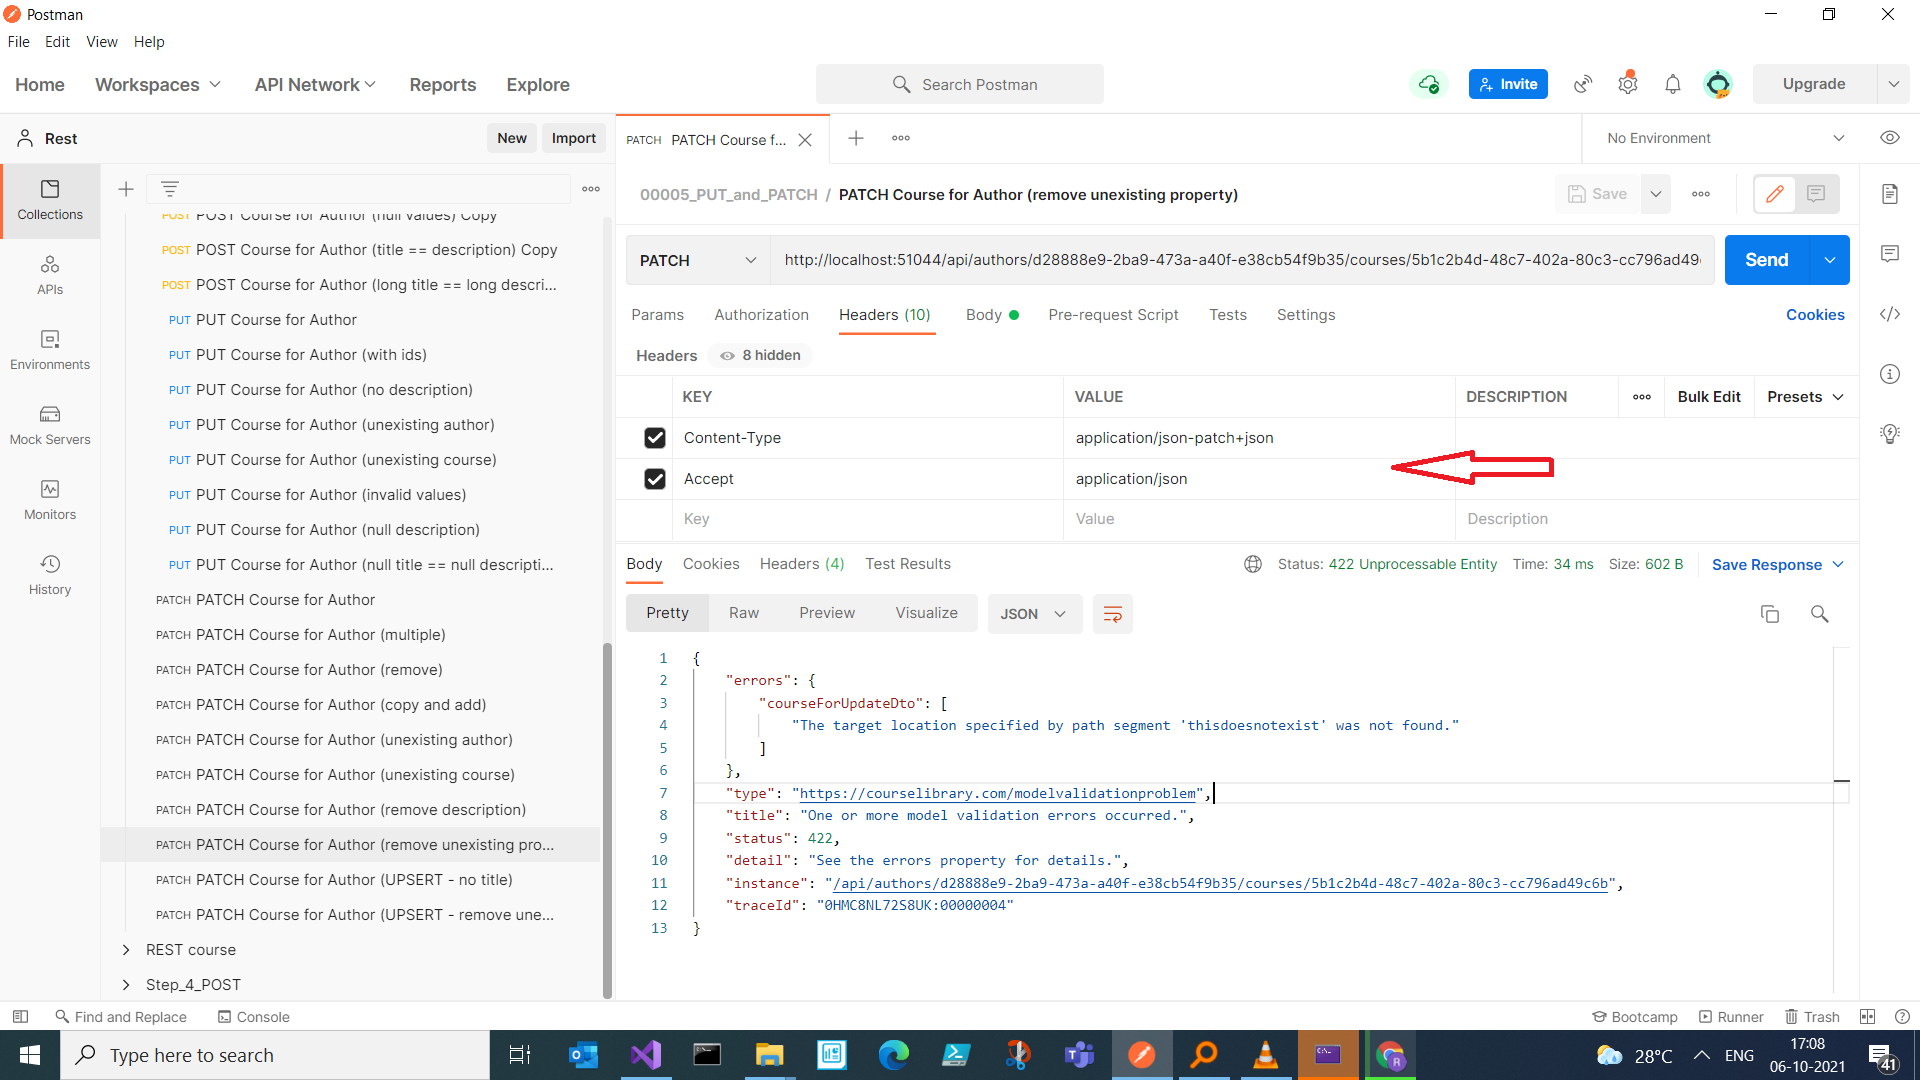 Postman
File Edit View Help
Home Workspaces API Network Reports Explore Search Postman Invite Upgrade
Rest New Import PATCH PATCH Course f... No Environment
Collections
APIs
Environments
Mock Servers
Monitors
History
POST POST Course for Author (null values) Copy
POST POST Course for Author (title == description) Copy
POST POST Course for Author (long title == long descri...
PUT PUT Course for Author
PUT PUT Course for Author (with ids)
PUT PUT Course for Author (no description)
PUT PUT Course for Author (unexisting author)
PUT PUT Course for Author (unexisting course)
PUT PUT Course for Author (invalid values)
PUT PUT Course for Author (null description)
PUT PUT Course for Author (null title == null descripti...
PATCH PATCH Course for Author
PATCH PATCH Course for Author (multiple)
PATCH PATCH Course for Author (remove)
PATCH PATCH Course for Author (copy and add)
PATCH PATCH Course for Author (unexisting author)
PATCH PATCH Course for Author (unexisting course)
PATCH PATCH Course for Author (remove description)
PATCH PATCH Course for Author (remove unexisting pro...
PATCH PATCH Course for Author (UPSERT - no title)
PATCH PATCH Course for Author (UPSERT - remove une...
REST course
Step_4_POST
00005_PUT_and_PATCH / PATCH Course for Author (remove unexisting property) Save
PATCH http://localhost:51044/api/authors/d28888e9-2ba9-473a-a40f-e38cb54f9b35/courses/5b1c2b4d-48c7-402a-80c3-cc796ad49 Send
Params Authorization Headers (10) Body Pre-request Script Tests Settings Cookies
Headers 8 hidden
KEY VALUE DESCRIPTION Bulk Edit Presets
Content-Type application/json-patch+json
Accept application/json
Key Value Description
Body Cookies Headers (4) Test Results Status: 422 Unprocessable Entity Time: 34 ms Size: 602 B Save Response
Pretty Raw Preview Visualize JSON
1 {
2 "errors": {
3 "courseForUpdateDto": [
4 "The target location specified by path segment 'thisdoesnotexist' was not found."
5 ]
6 },
7 "type": "https://courselibrary.com/modelvalidationproblem",
8 "title": "One or more model validation errors occurred.",
9 "status": 422,
10 "detail": "See the errors property for details.",
11 "instance": "/api/authors/d28888e9-2ba9-473a-a40f-e38cb54f9b35/courses/5b1c2b4d-48c7-402a-80c3-cc796ad49c6b",
12 "traceId": "0HMC8NL72S8UK:00000004"
13 }
Find and Replace Console Bootcamp Runner Trash
Type here to search 28°C ENG 17:08
06-10-2021 41